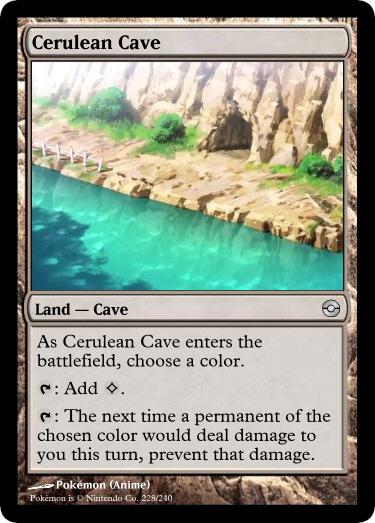 Cerulean Cave
Land — Cave
As Cerulean Cave enters the
battlefield, choose a color.
: Add .
: The next time a permanent of the
chosen color would deal damage to
you this turn, prevent that damage.
Pokémon (Anime)
Pokémon is © Nintendo Co. 228/240